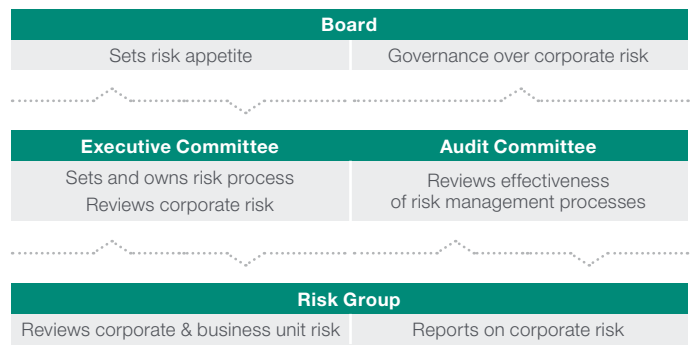 Board
Sets risk appetite
Governance over corporate risk
Executive Committee
Audit Committee
Sets and owns risk process
Reviews corporate risk
Reviews effectiveness
of risk management processes
Risk Group
Reviews corporate & business unit risk
Reports on corporate risk